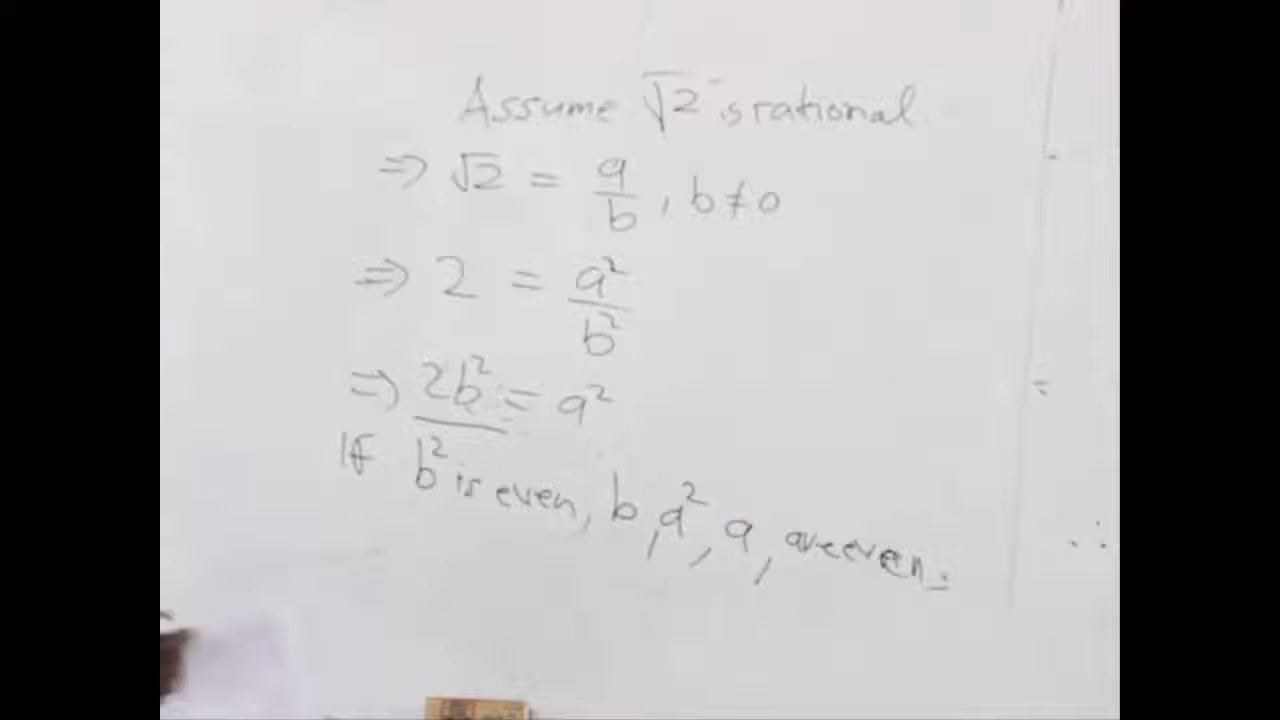 Assume √2 is rational
⇒ √2 = a/b, b≠0
⇒ 2 = a²/b²
⇒ 2b² = a²
If b² is even, b, a², a, are even.